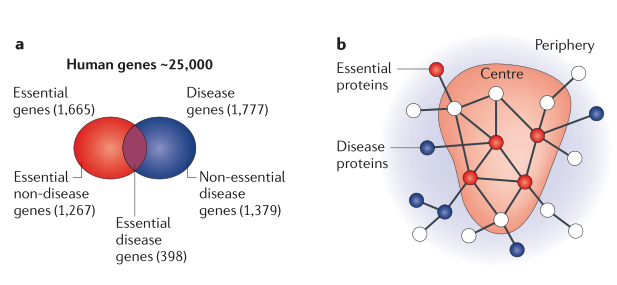 a
Human genes ~25,000
Essential
genes (1,665)
Disease
genes (1,777)
Essential
non-disease
genes (1,267)
Essential
disease
genes (398)
Non-essential
disease
genes (1,379)
b
Periphery
Essential
proteins
Centre
Disease
proteins